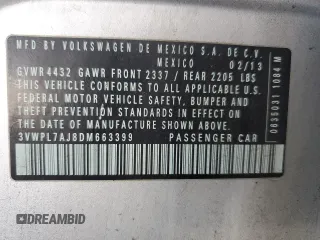 MFD BY VOLKSWAGEN DE MEXICO S.A. DE C.V.
MEXICO 02/13
GVWR 4432 GAWR FRONT 2337 / REAR 2205 LBS
THIS VEHICLE CONFORMS TO ALL APPLICABLE
FEDERAL MOTOR VEHICLE SAFETY, BUMPER AND
THEFT PREVENTION STANDARDS IN EFFECT ON
THE DATE OF MANUFACTURE SHOWN ABOVE.
3VWPL7AJ8DM663399 PASSENGER CAR
0635031 1084 M
© DREAMBID